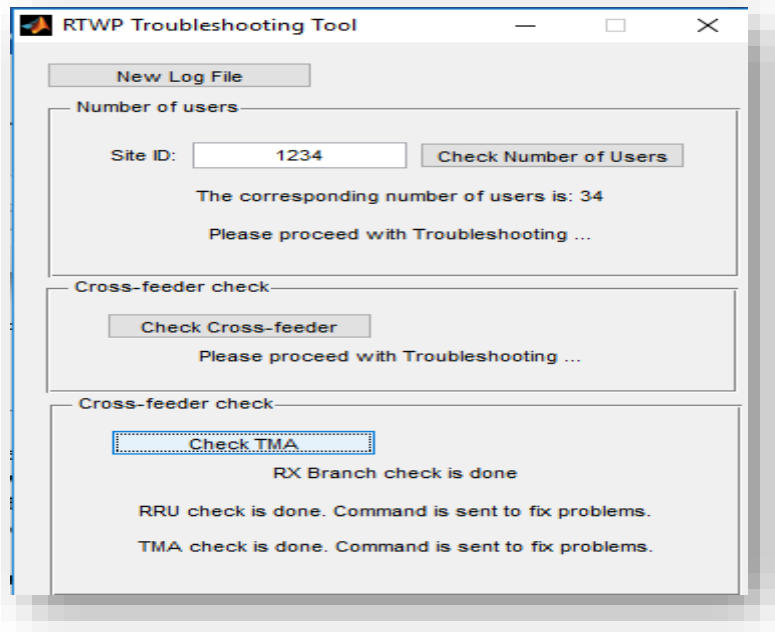 RTWP Troubleshooting Tool
New Log File
Number of users
Site ID: 1234 Check Number of Users
The corresponding number of users is: 34
Please proceed with Troubleshooting ...
Cross-feeder check
Check Cross-feeder
Please proceed with Troubleshooting ...
Cross-feeder check
Check TMA
RX Branch check is done
RRU check is done. Command is sent to fix problems.
TMA check is done. Command is sent to fix problems.